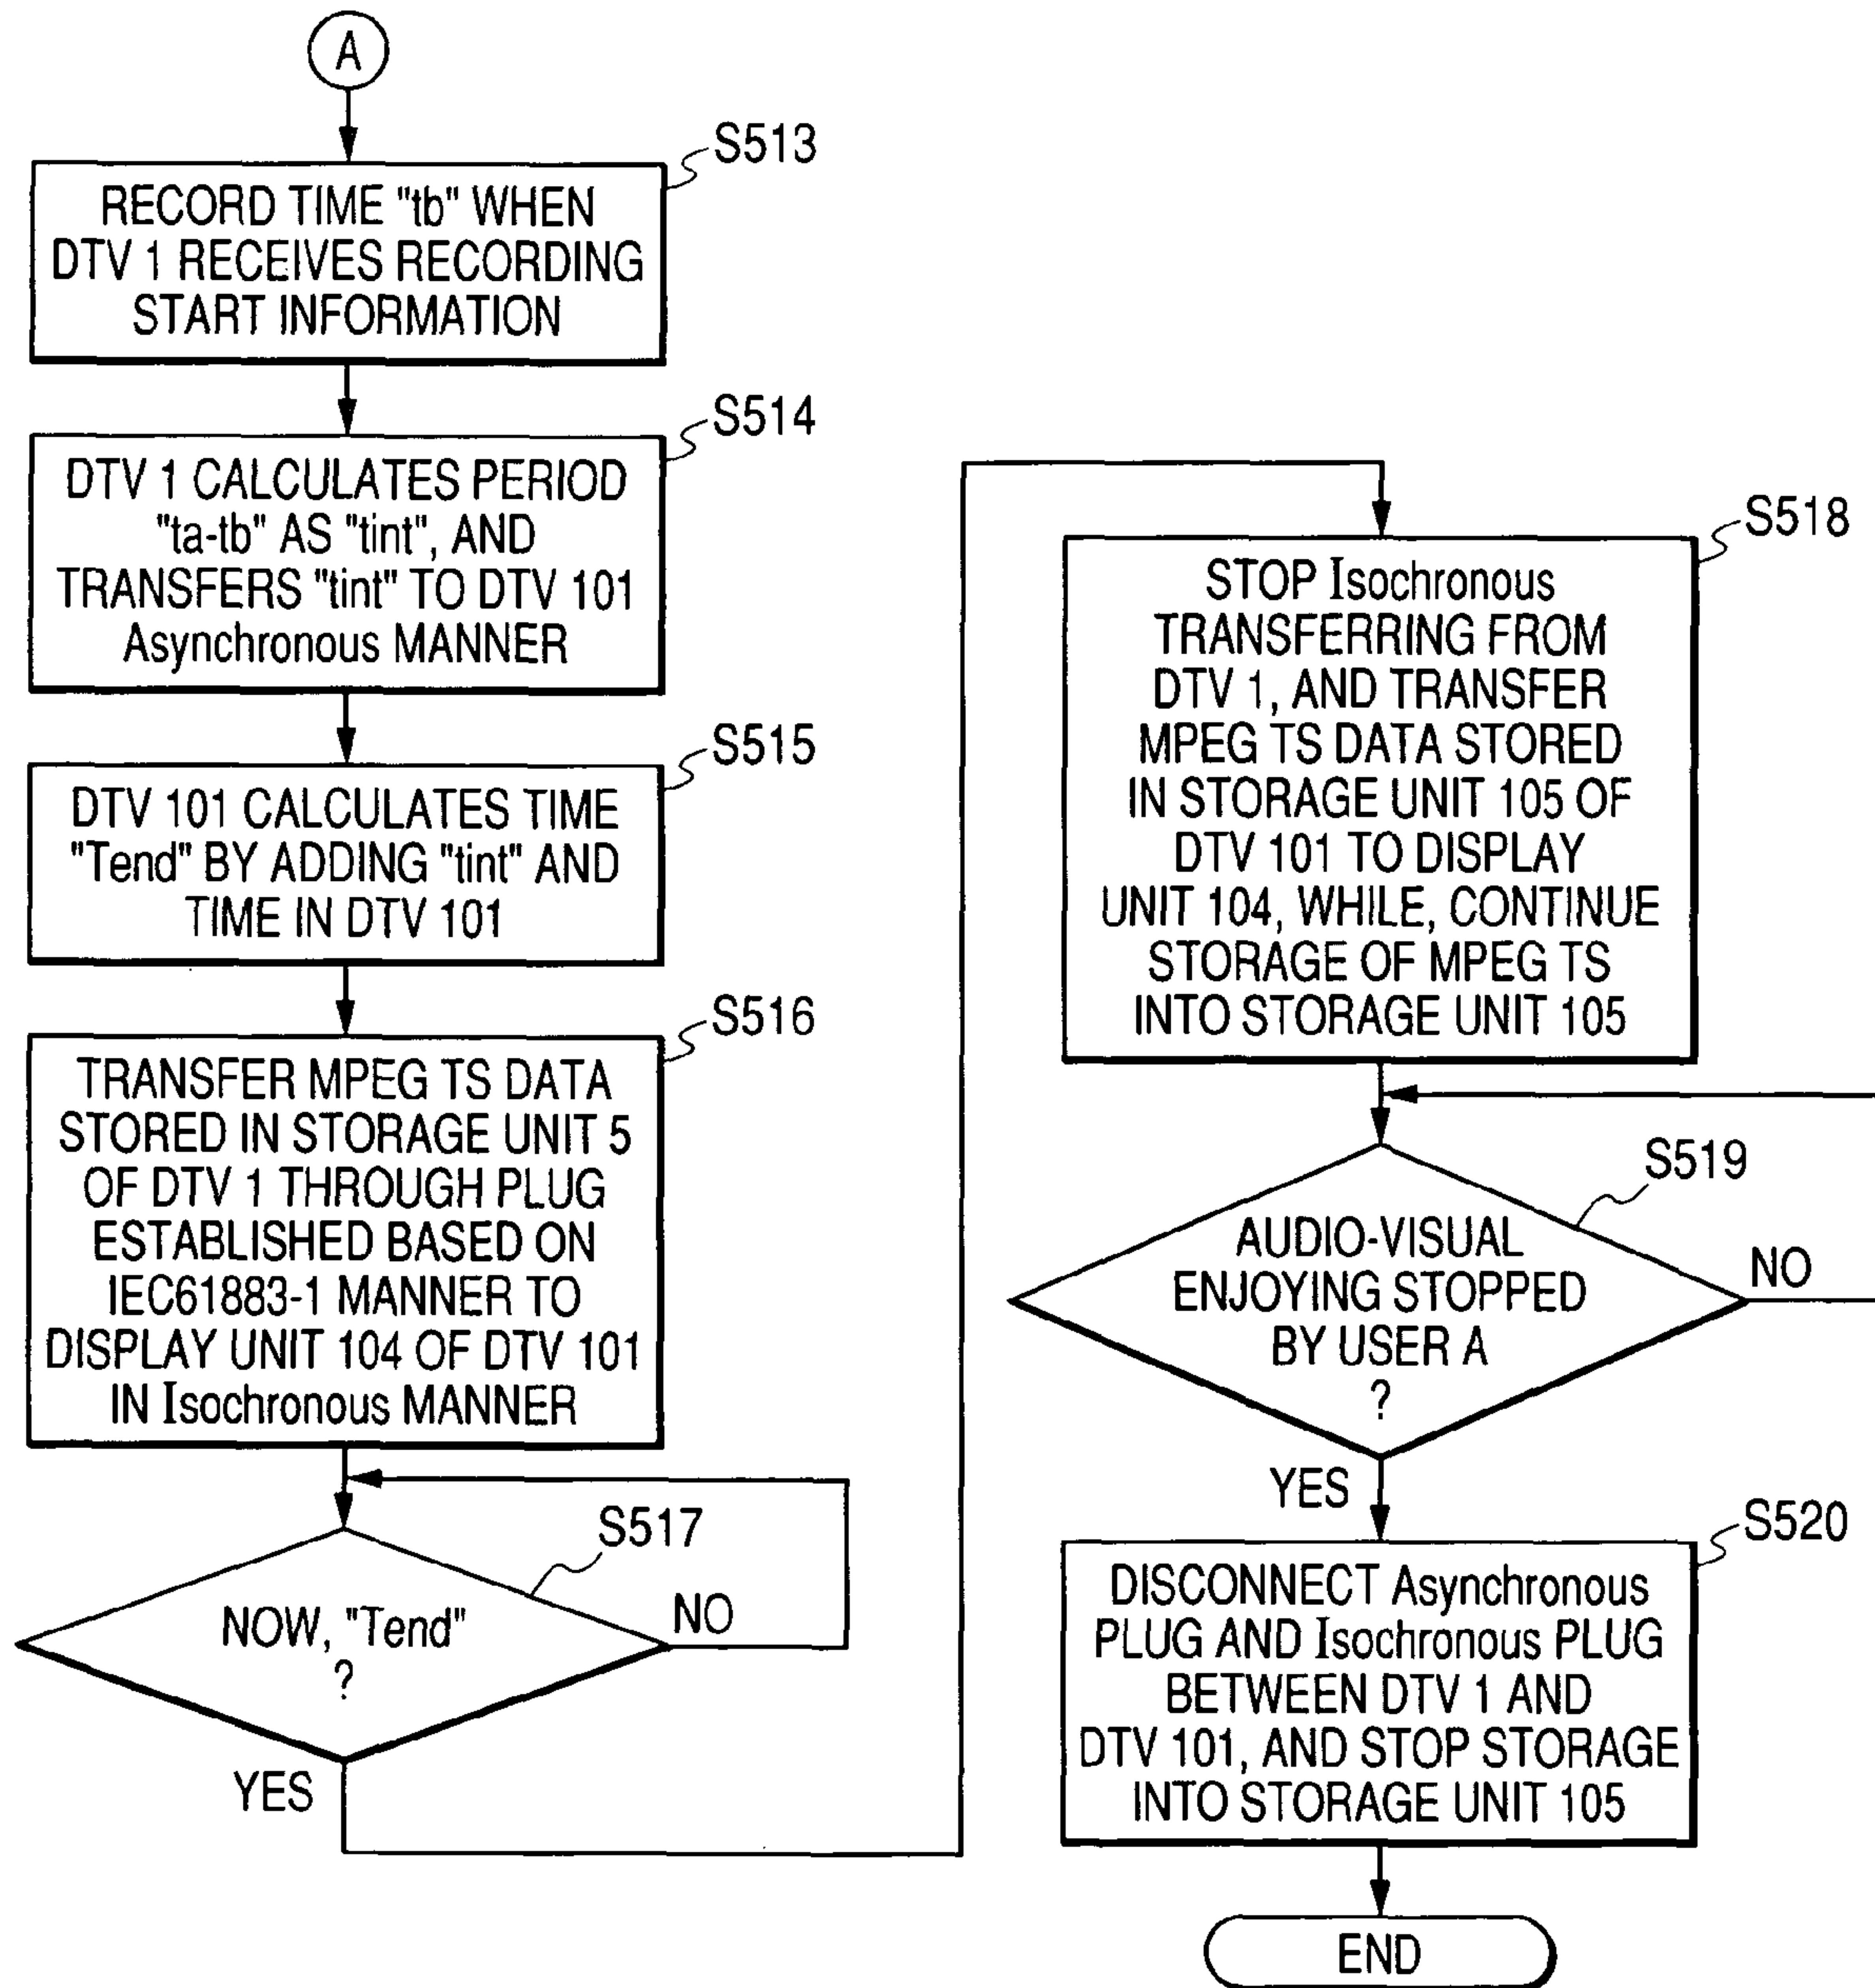 A
S513
RECORD TIME "tb" WHEN
DTV 1 RECEIVES RECORDING
START INFORMATION
S514
DTV 1 CALCULATES PERIOD
"ta-tb" AS "tint", AND
TRANSFERS "tint" TO DTV 101
Asynchronous MANNER
S515
DTV 101 CALCULATES TIME
"Tend" BY ADDING "tint" AND
TIME IN DTV 101
S516
TRANSFER MPEG TS DATA
STORED IN STORAGE UNIT 5
OF DTV 1 THROUGH PLUG
ESTABLISHED BASED ON
IEC61883-1 MANNER TO
DISPLAY UNIT 104 OF DTV 101
IN Isochronous MANNER
S517
NOW, "Tend"
?
NO
YES
S518
STOP Isochronous
TRANSFERRING FROM
DTV 1, AND TRANSFER
MPEG TS DATA STORED
IN STORAGE UNIT 105 OF
DTV 101 TO DISPLAY
UNIT 104, WHILE, CONTINUE
STORAGE OF MPEG TS
INTO STORAGE UNIT 105
S519
AUDIO-VISUAL
ENJOYING STOPPED
BY USER A
?
NO
YES
S520
DISCONNECT Asynchronous
PLUG AND Isochronous PLUG
BETWEEN DTV 1 AND
DTV 101, AND STOP STORAGE
INTO STORAGE UNIT 105
END